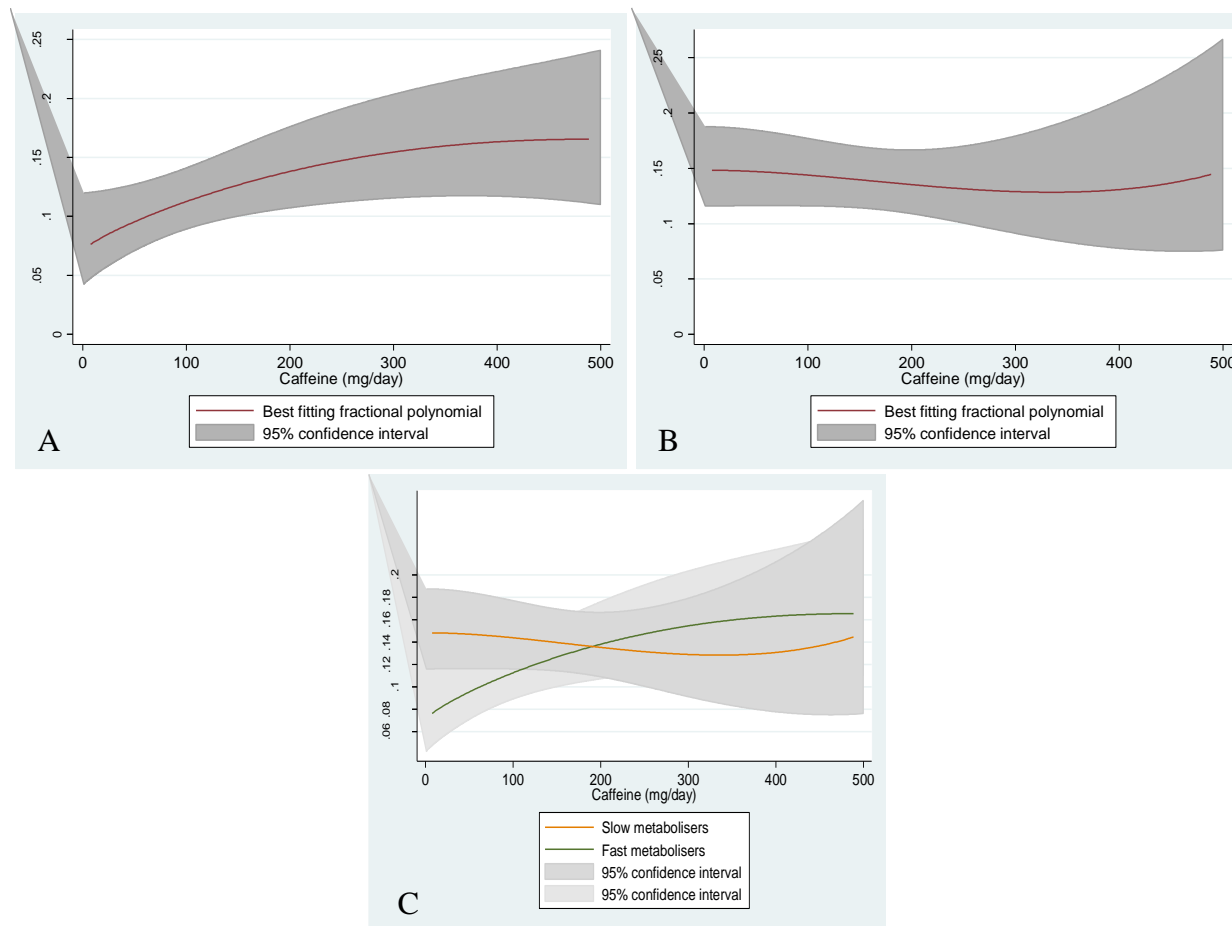 .25
.2
.15
.1
.05
0
0 100 200 300 400 500
Caffeine (mg/day)
Best fitting fractional polynomial
95% confidence interval
A
.25
.2
.15
.1
.05
0
0 100 200 300 400 500
Caffeine (mg/day)
Best fitting fractional polynomial
95% confidence interval
B
.2
.18
.16
.14
.12
.1
.08
.06
0 100 200 300 400 500
Caffeine (mg/day)
Slow metabolisers
Fast metabolisers
95% confidence interval
95% confidence interval
C